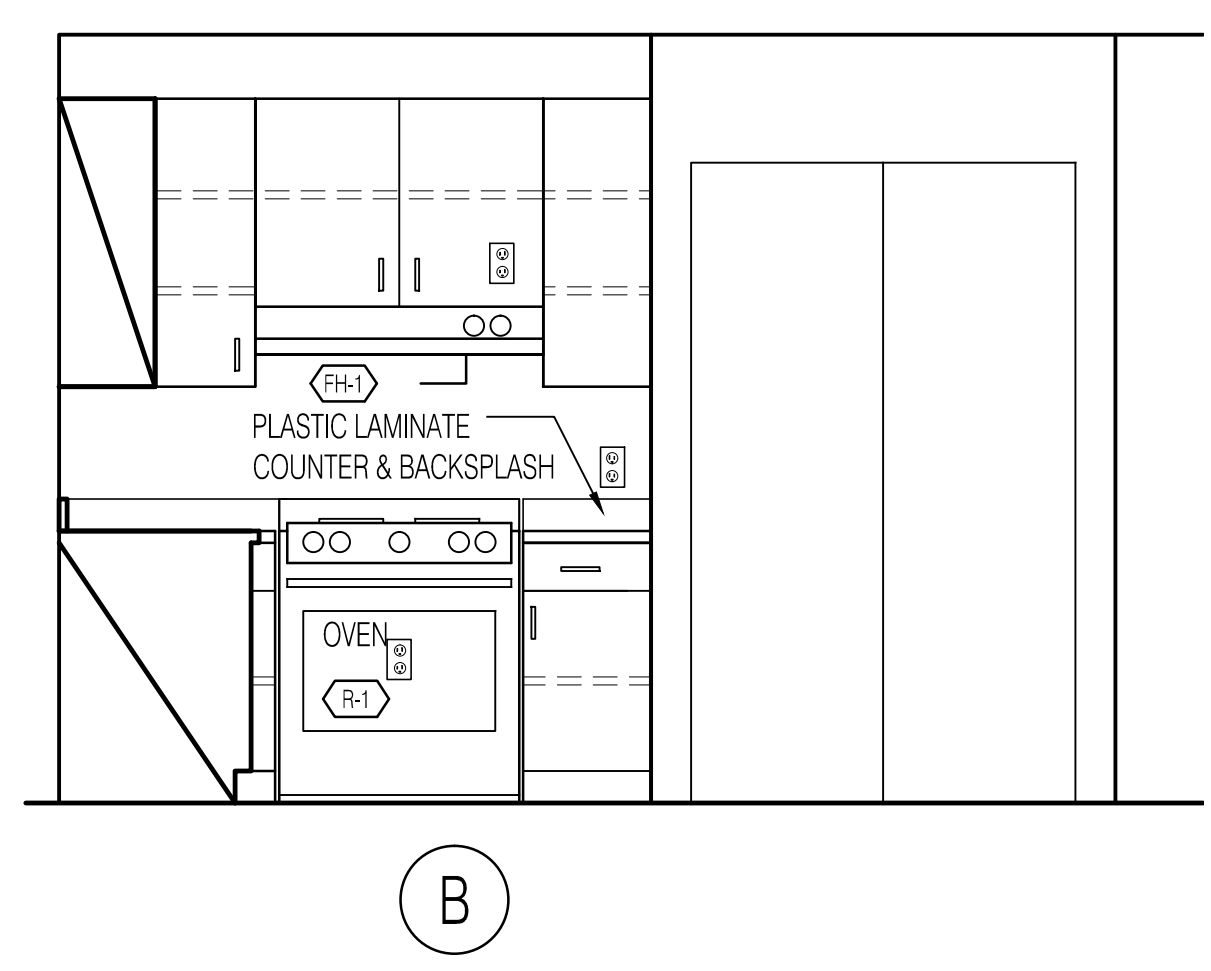 FH-1
PLASTIC LAMINATE
COUNTER & BACKSPLASH
OVEN
R-1
B